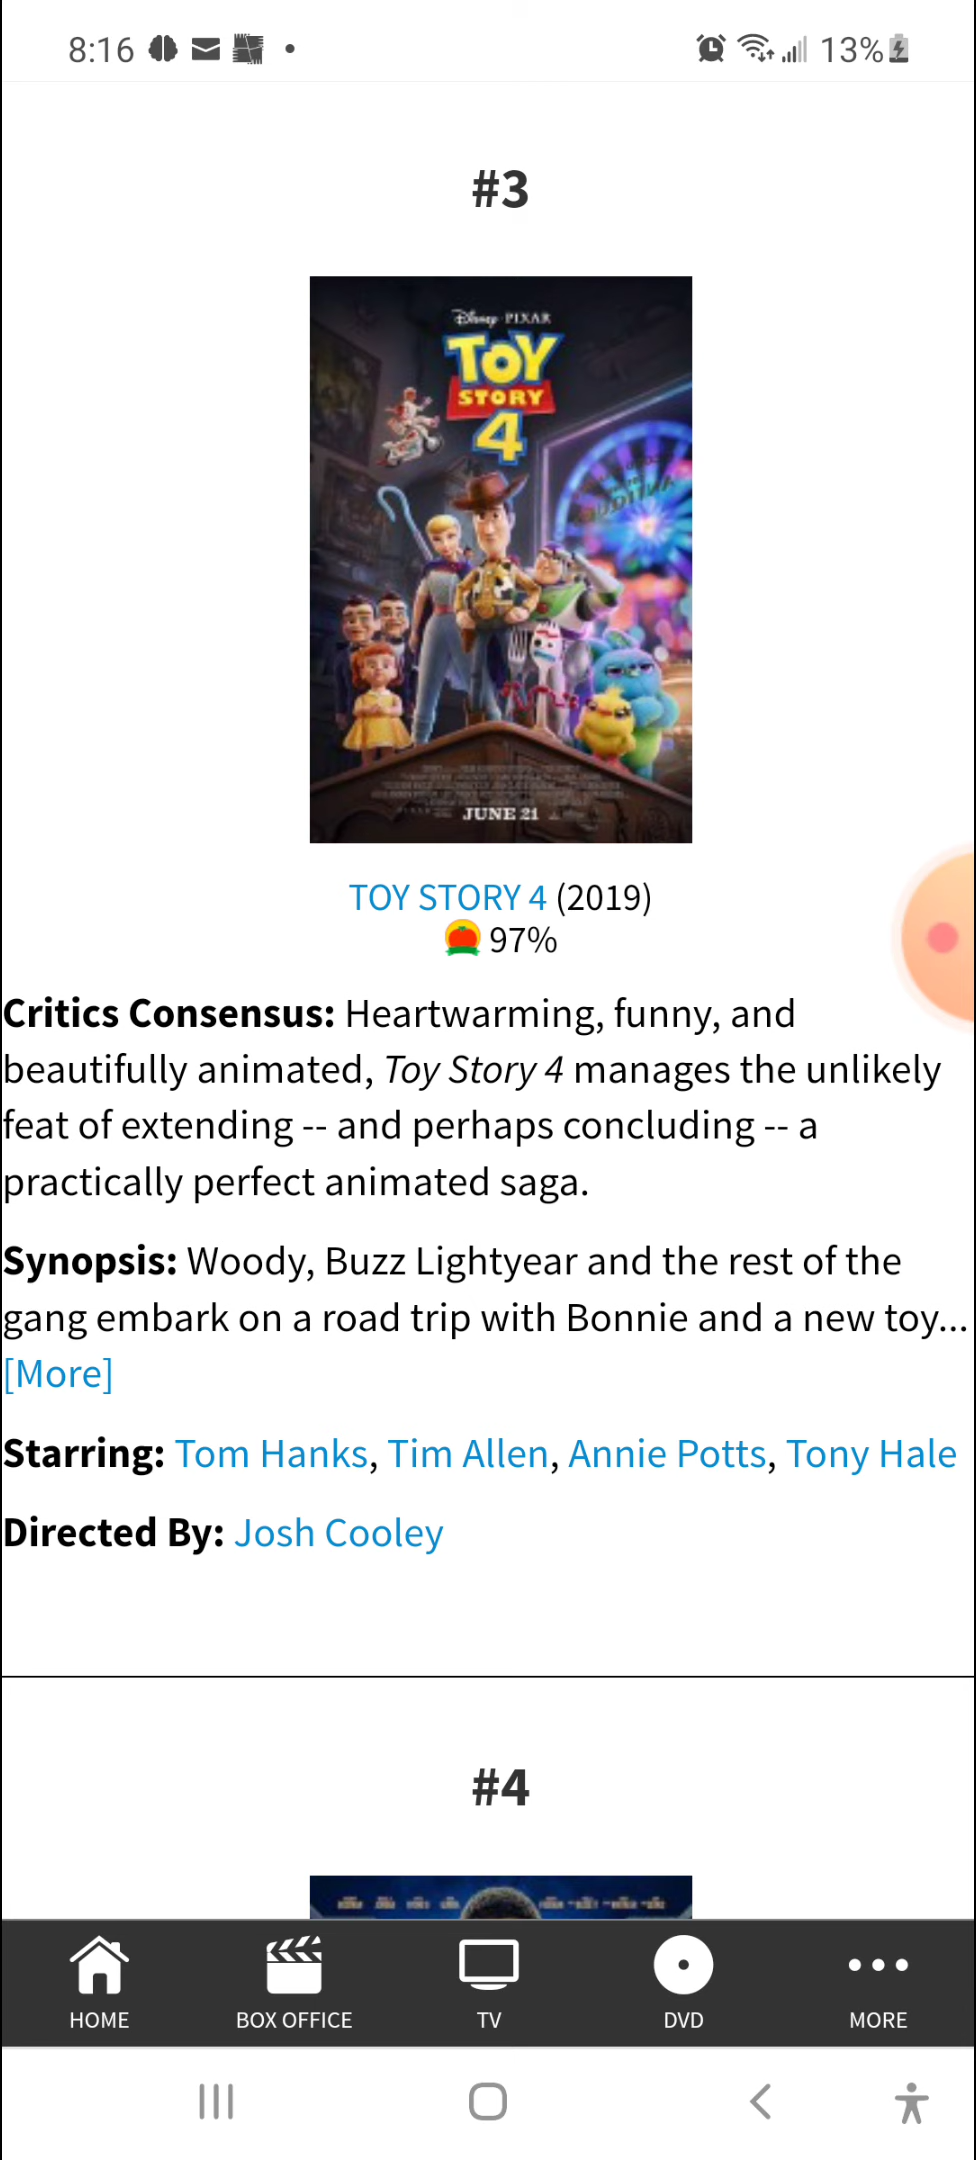 8:16
13%
#3
Disney PIXAR
TOY
STORY
4
JUNE 21
TOY STORY 4 (2019)
97%
Critics Consensus: Heartwarming, funny, and
beautifully animated, Toy Story 4 manages the unlikely
feat of extending -- and perhaps concluding -- a
practically perfect animated saga.
Synopsis: Woody, Buzz Lightyear and the rest of the
gang embark on a road trip with Bonnie and a new toy...
[More]
Starring: Tom Hanks, Tim Allen, Annie Potts, Tony Hale
Directed By: Josh Cooley
#4
HOME BOX OFFICE TV DVD MORE